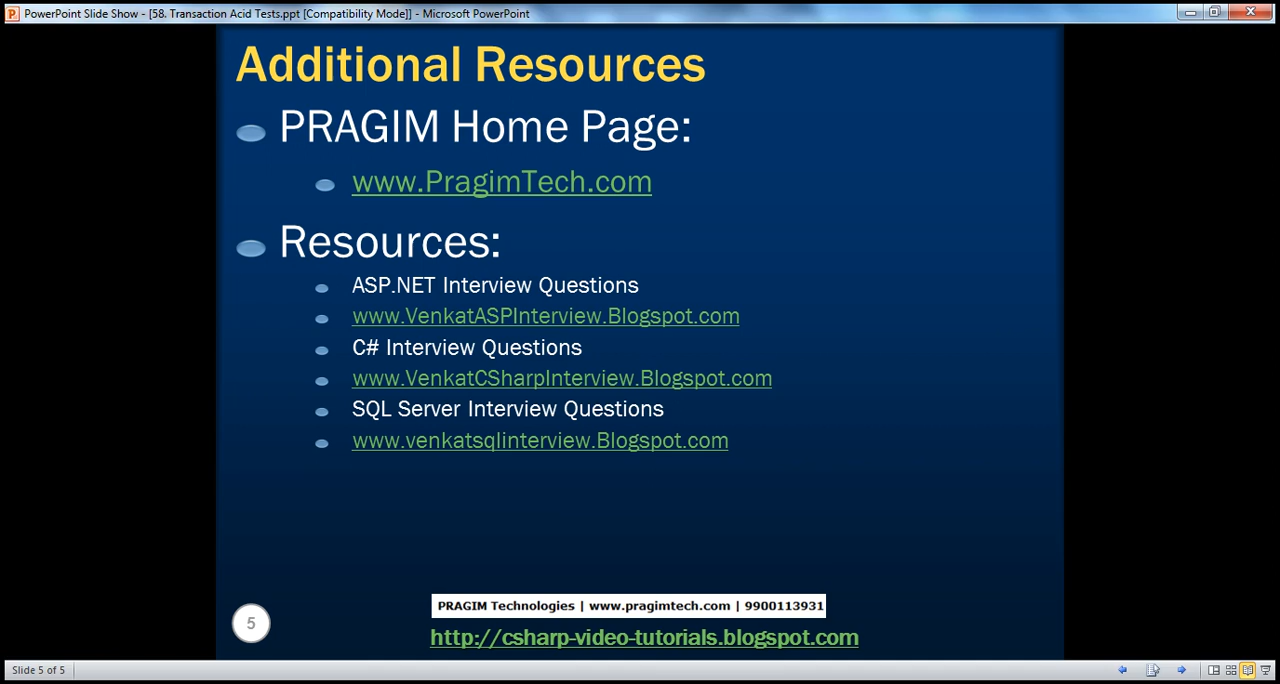 PowerPoint Slide Show - [58. Transaction Acid Tests.ppt [Compatibility Mode]] - Microsoft PowerPoint
Additional Resources
PRAGIM Home Page:
www.PragimTech.com
Resources:
ASP.NET Interview Questions
www.VenkatASPInterview.Blogspot.com
C# Interview Questions
www.VenkatCSharpInterview.Blogspot.com
SQL Server Interview Questions
www.venkatsqlinterview.Blogspot.com
PRAGIM Technologies | www.pragimtech.com | 9900113931
5
http://csharp-video-tutorials.blogspot.com
Slide 5 of 5